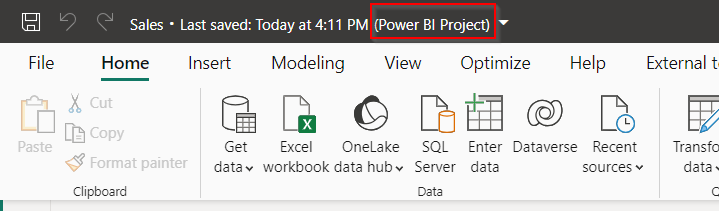 Sales • Last saved: Today at 4:11 PM (Power BI Project)
File Home Insert Modeling View Optimize Help External to
Paste
Cut
Copy
Format painter
Clipboard
Get data
Excel workbook
OneLake data hub
SQL Server
Enter data
Dataverse
Recent sources
Data
Transfo
data
Q